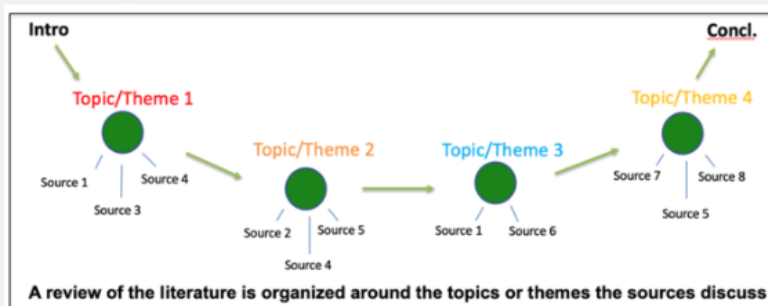 Intro
Concl.
Topic/Theme 1
Topic/Theme 4
Topic/Theme 2
Topic/Theme 3
Source 1
Source 4
Source 3
Source 2
Source 5
Source 4
Source 1
Source 6
Source 7
Source 8
Source 5
A review of the literature is organized around the topics or themes the sources discuss